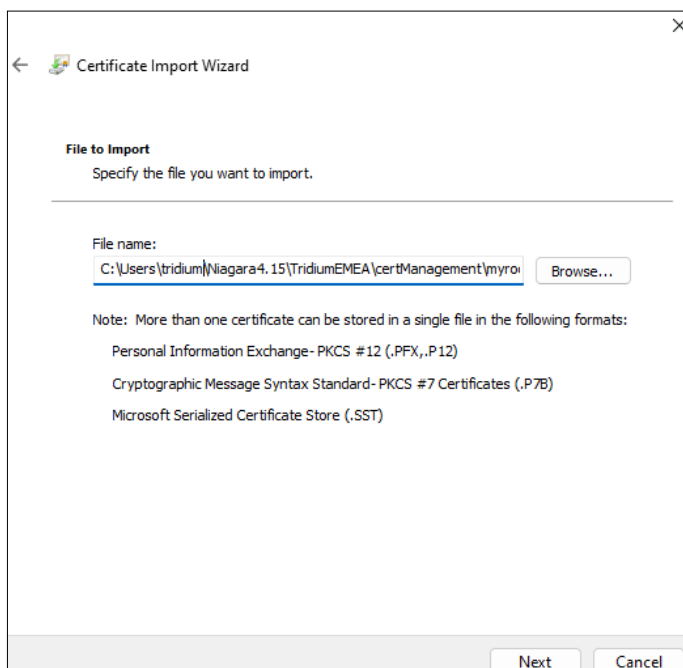 Certificate Import Wizard
File to Import
Specify the file you want to import.
File name:
C:\Users\tridium\Niagara4.15\TridiumEMEA\certManagement\myro
Browse...
Note: More than one certificate can be stored in a single file in the following formats:
Personal Information Exchange- PKCS #12 (.PFX,.P12)
Cryptographic Message Syntax Standard- PKCS #7 Certificates (.P7B)
Microsoft Serialized Certificate Store (.SST)
Next
Cancel